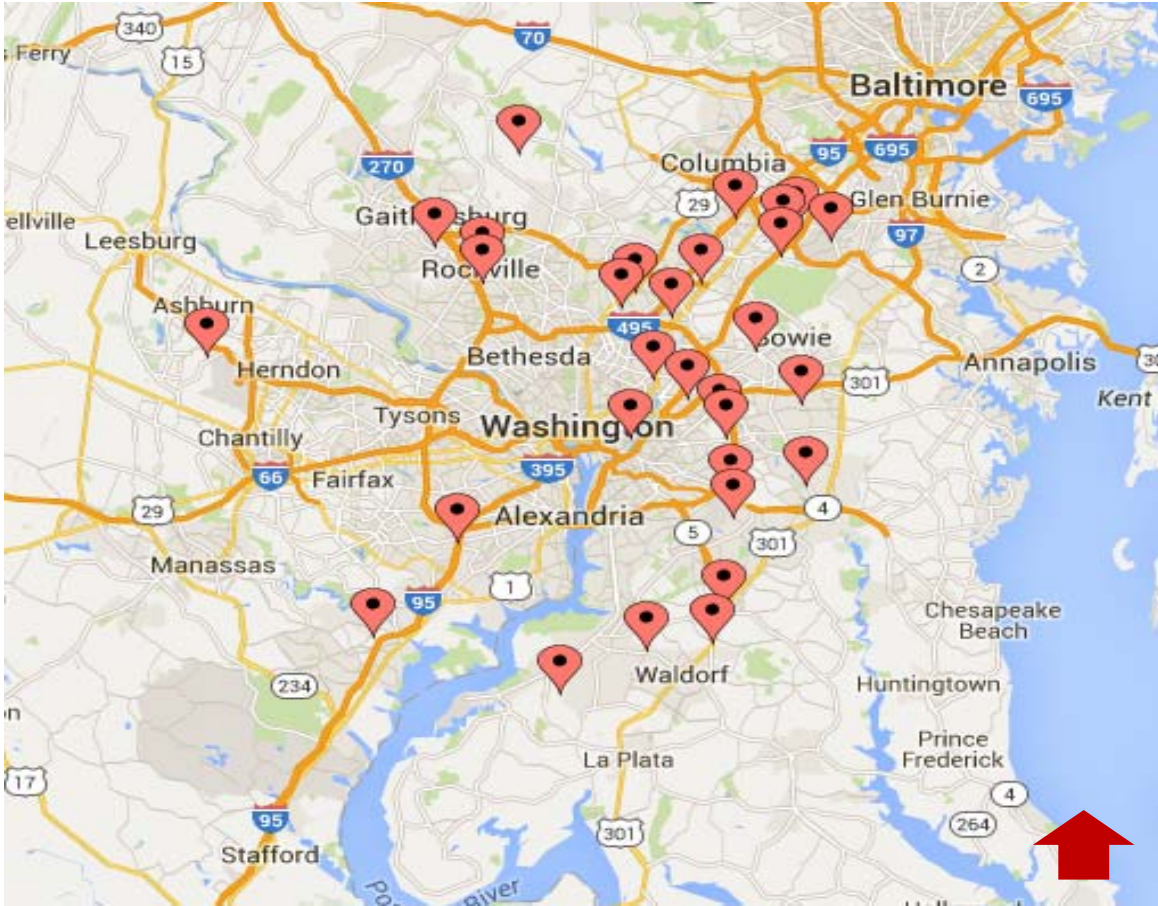 340
70
s Ferry
15
Baltimore
695
95
695
270
Columbia
29
Glen Burnie
ellville
Gait sburg
97
Leesburg
Rockville
2
Ashburn
495
Bowie
Bethesda
Annapolis
Herndon
301
Kent
Tysons
Washington
Chantilly
66
Fairfax
395
29
Alexandria
4
5
301
Manassas
1
95
Chesapeake
Beach
234
Waldorf
Huntingtown
n
Prince
Frederick
17
La Plata
4
95
301
264
Stafford
River